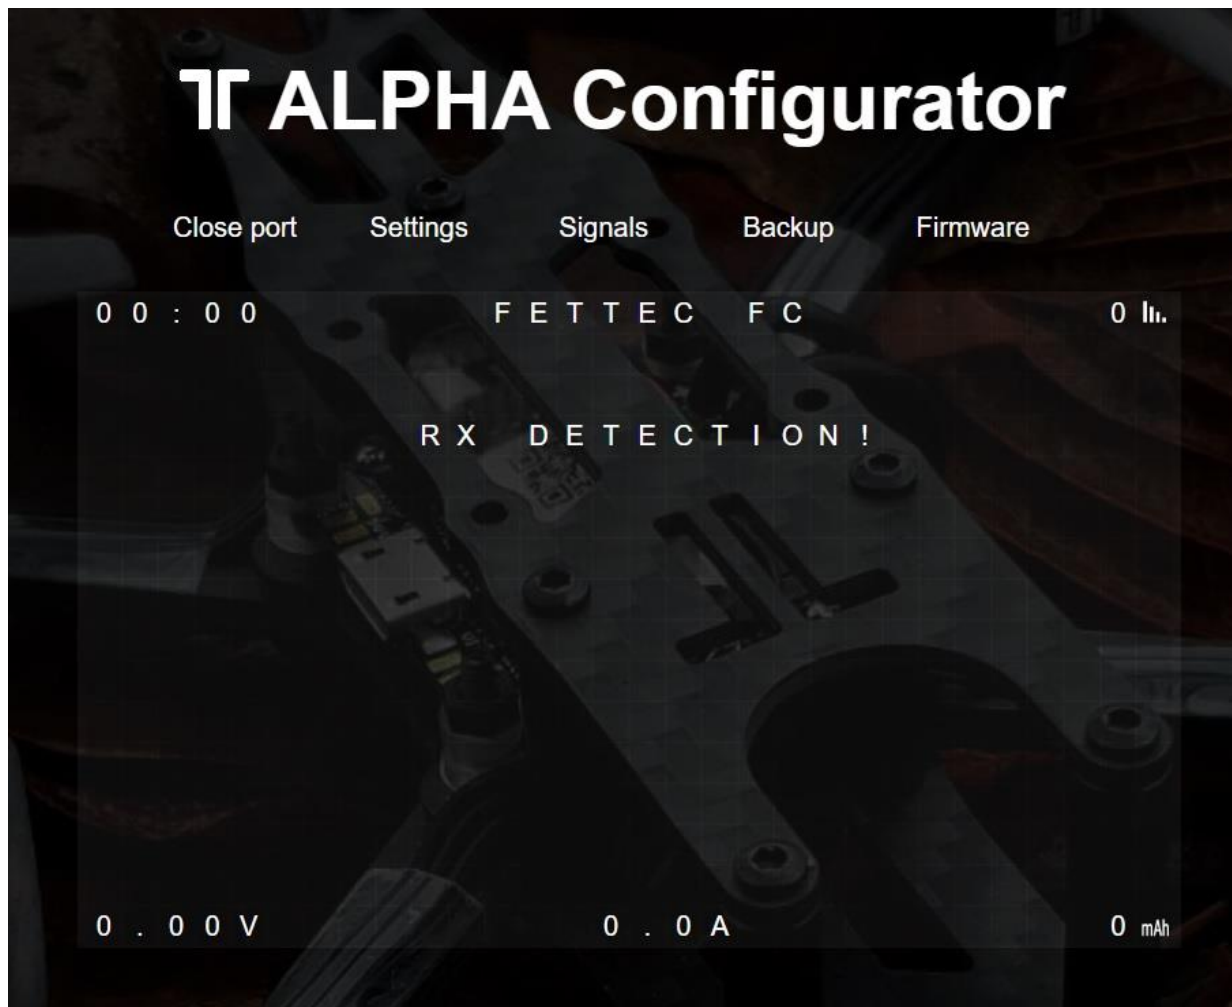 ALPHA Configurator
Close port Settings Signals Backup Firmware
00:00 FETTEC FC 0
RX DETECTION!
0.00V 0.0A 0 mAh